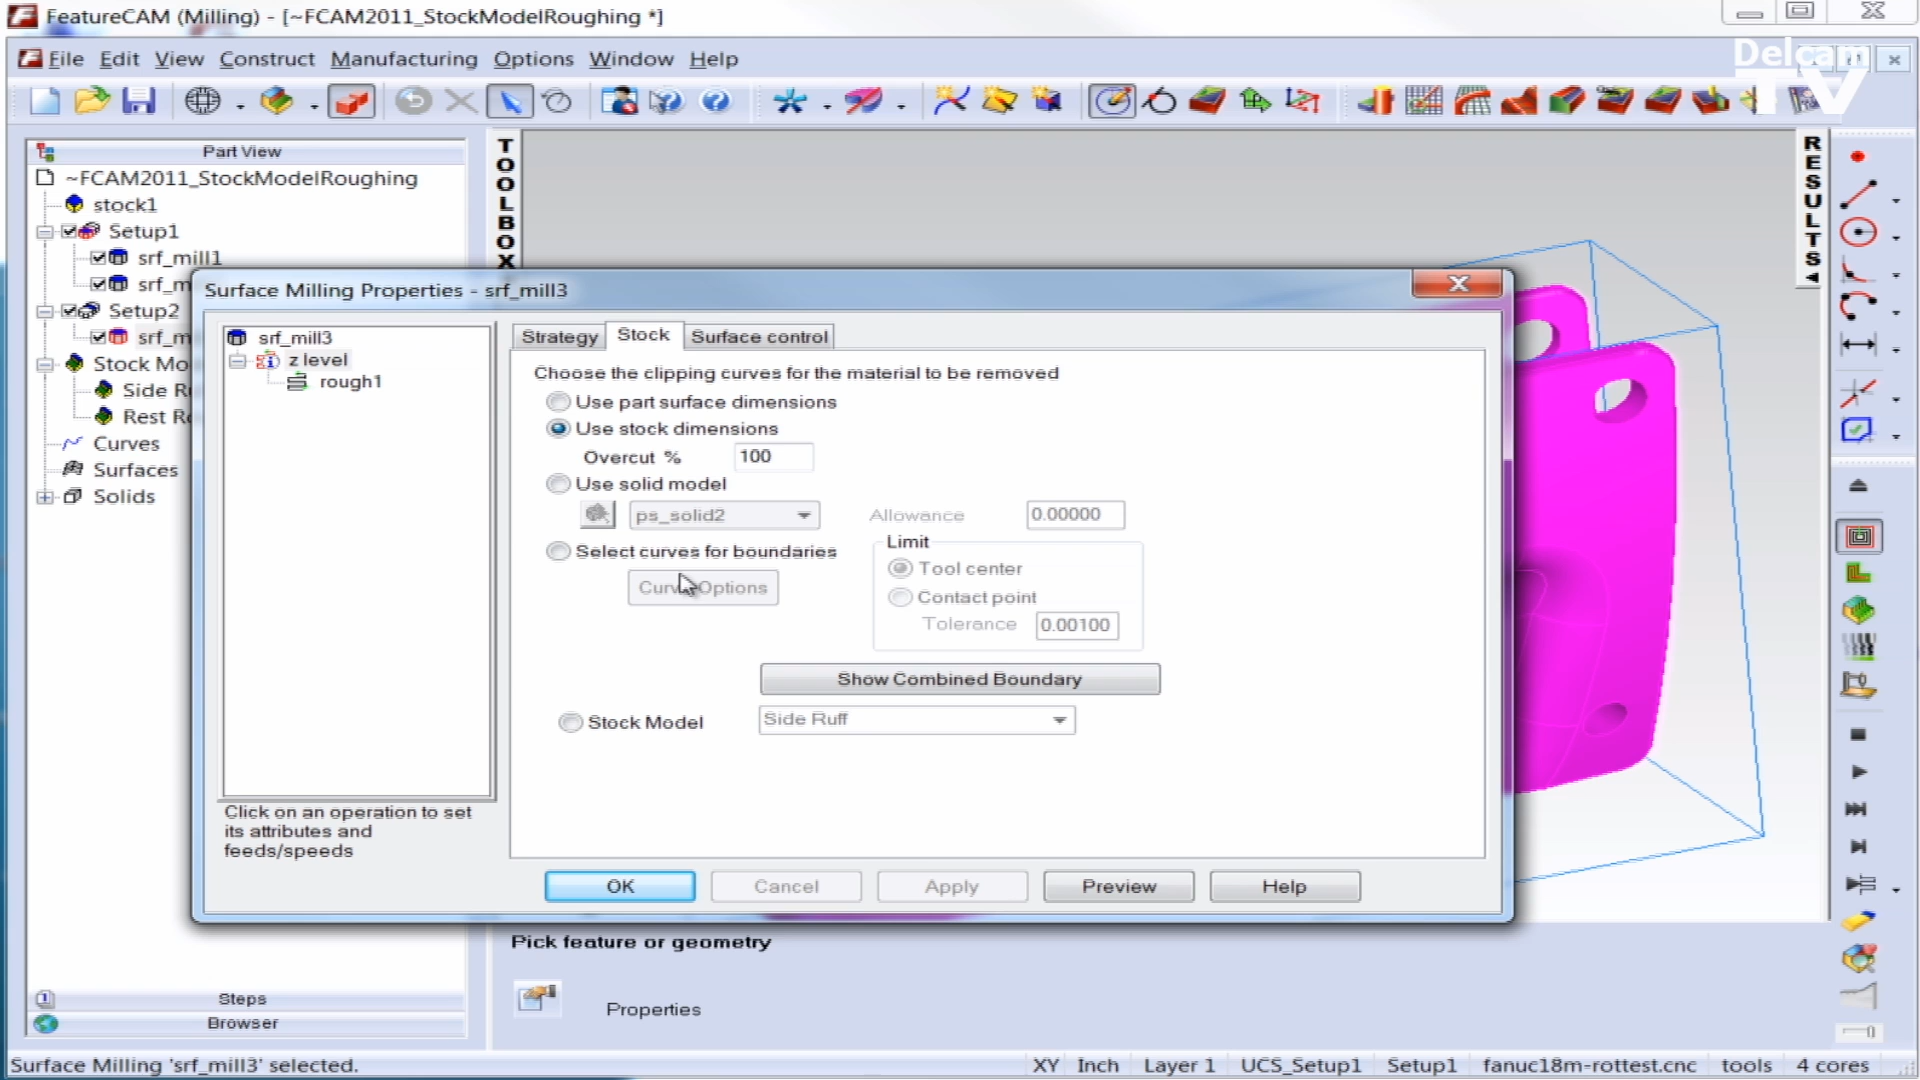 FeatureCAM (Milling) - [~FCAM2011_StockModelRoughing *]
File Edit View Construct Manufacturing Options Window Help
Delcam
TV
Part View
~FCAM2011_StockModelRoughing
stock1
Setup1
srf_mill1
srf_m
Setup2
srf_m
Stock Mo
Side R
Rest R
Curves
Surfaces
Solids
TOOLBOX
RESULTS
Surface Milling Properties - srf_mill3
srf_mill3
z level
rough1
Click on an operation to set
its attributes and
feeds/speeds
Strategy Stock Surface control
Choose the clipping curves for the material to be removed
Use part surface dimensions
Use stock dimensions
Overcut % 100
Use solid model
ps_solid2 Allowance 0.00000
Select curves for boundaries
Curve Options
Limit
Tool center
Contact point
Tolerance 0.00100
Show Combined Boundary
Stock Model Side Ruff
OK Cancel Apply Preview Help
Pick feature or geometry
Properties
Steps
Browser
Surface Milling 'srf_mill3' selected.
XY Inch Layer 1 UCS_Setup1 Setup1 fanuc18m-rottest.cnc tools 4 cores